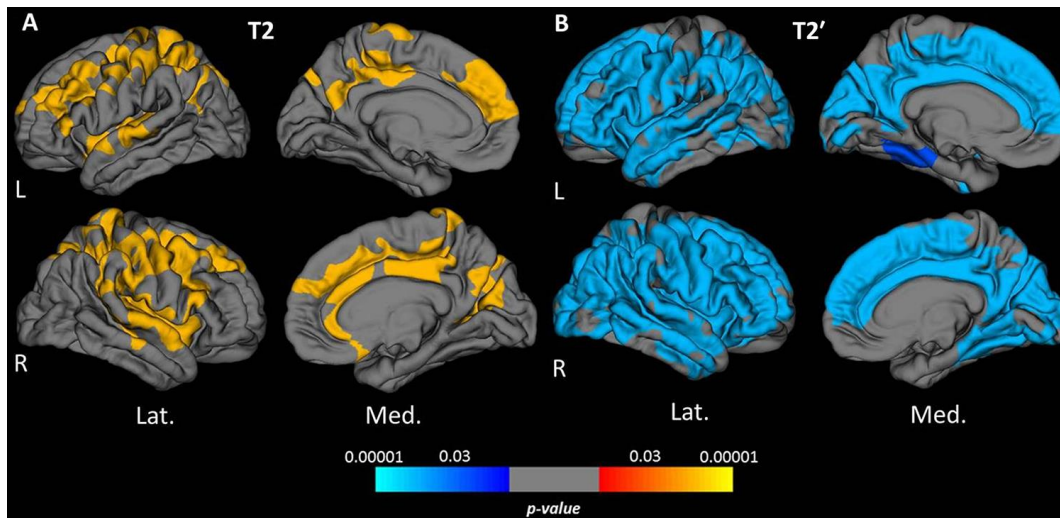 A T2 B T2′
L L
R R
Lat. Med. Lat. Med.
0.00001 0.03 0.03 0.00001
p-value